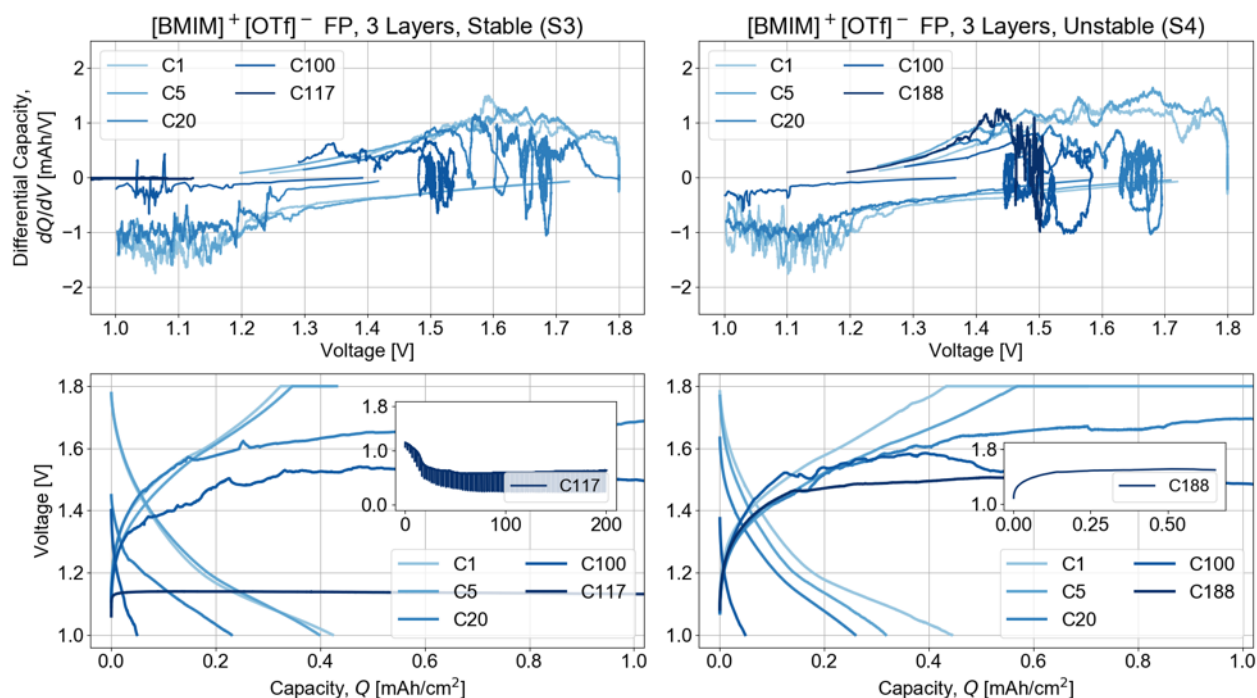 [BMIM]⁺[OTf]⁻ FP, 3 Layers, Stable (S3)
C1
C5
C20
C100
C117
Differential Capacity,
dQ/dV [mAh/V]
2
1
0
−1
−2
1.0 1.1 1.2 1.3 1.4 1.5 1.6 1.7 1.8
Voltage [V]
[BMIM]⁺[OTf]⁻ FP, 3 Layers, Unstable (S4)
C1
C5
C20
C100
C188
2
1
0
−1
−2
1.0 1.1 1.2 1.3 1.4 1.5 1.6 1.7 1.8
Voltage [V]
Voltage [V]
1.8
1.6
1.4
1.2
1.0
1.8
1.0
0.0
C117
0 100 200
C1
C5
C20
C100
C117
0.0 0.2 0.4 0.6 0.8 1.0
Capacity, Q [mAh/cm²]
1.8
1.6
1.4
1.2
1.0
1.8
1.0
C188
0.00 0.25 0.50
C1
C5
C20
C100
C188
0.0 0.2 0.4 0.6 0.8 1.0
Capacity, Q [mAh/cm²]